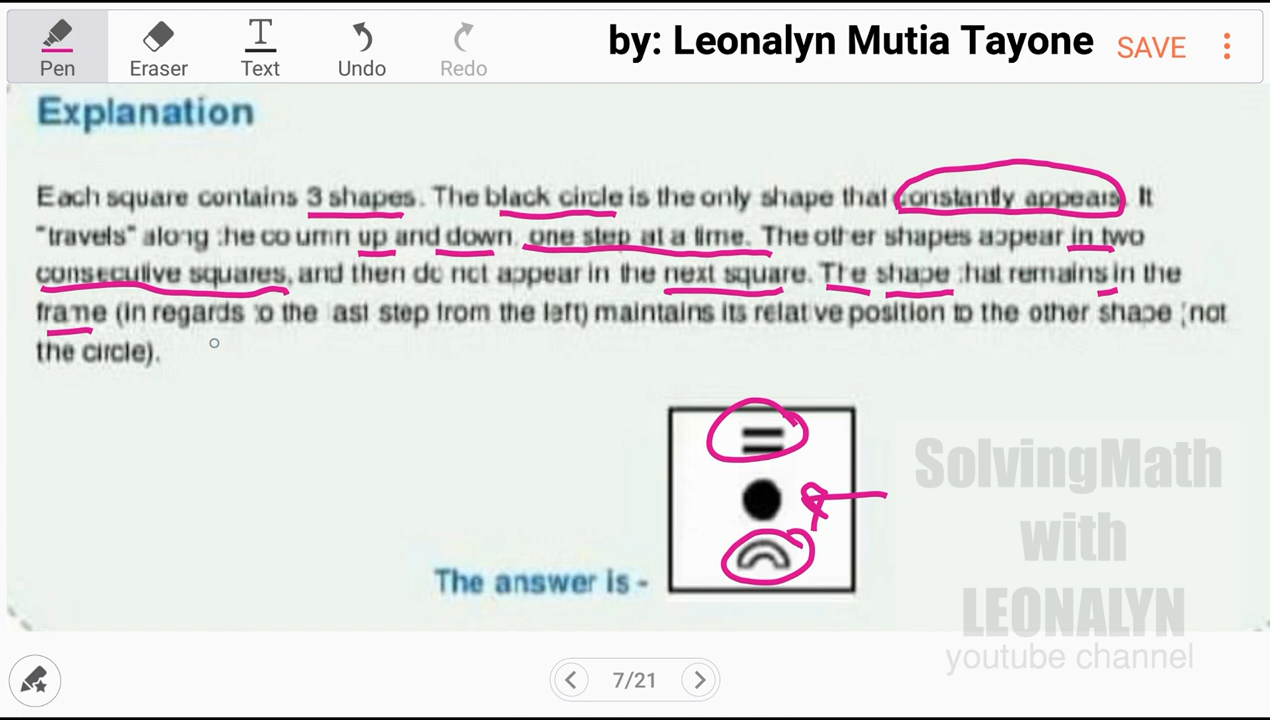 by: Leonalyn Mutia Tayone
SAVE
Pen
Eraser
Text
Undo
Redo
Explanation
Each square contains 3 shapes. The black circle is the only shape that constantly appears. It
"travels" along the column up and down, one step at a time. The other shapes appear in two
consecutive squares, and then do not appear in the next square. The shape that remains in the
frame (in regards to the last step from the left) maintains its relative position to the other shape (not
the circle).
The answer is -
SolvingMath
with
LEONALYN
youtube channel
7/21